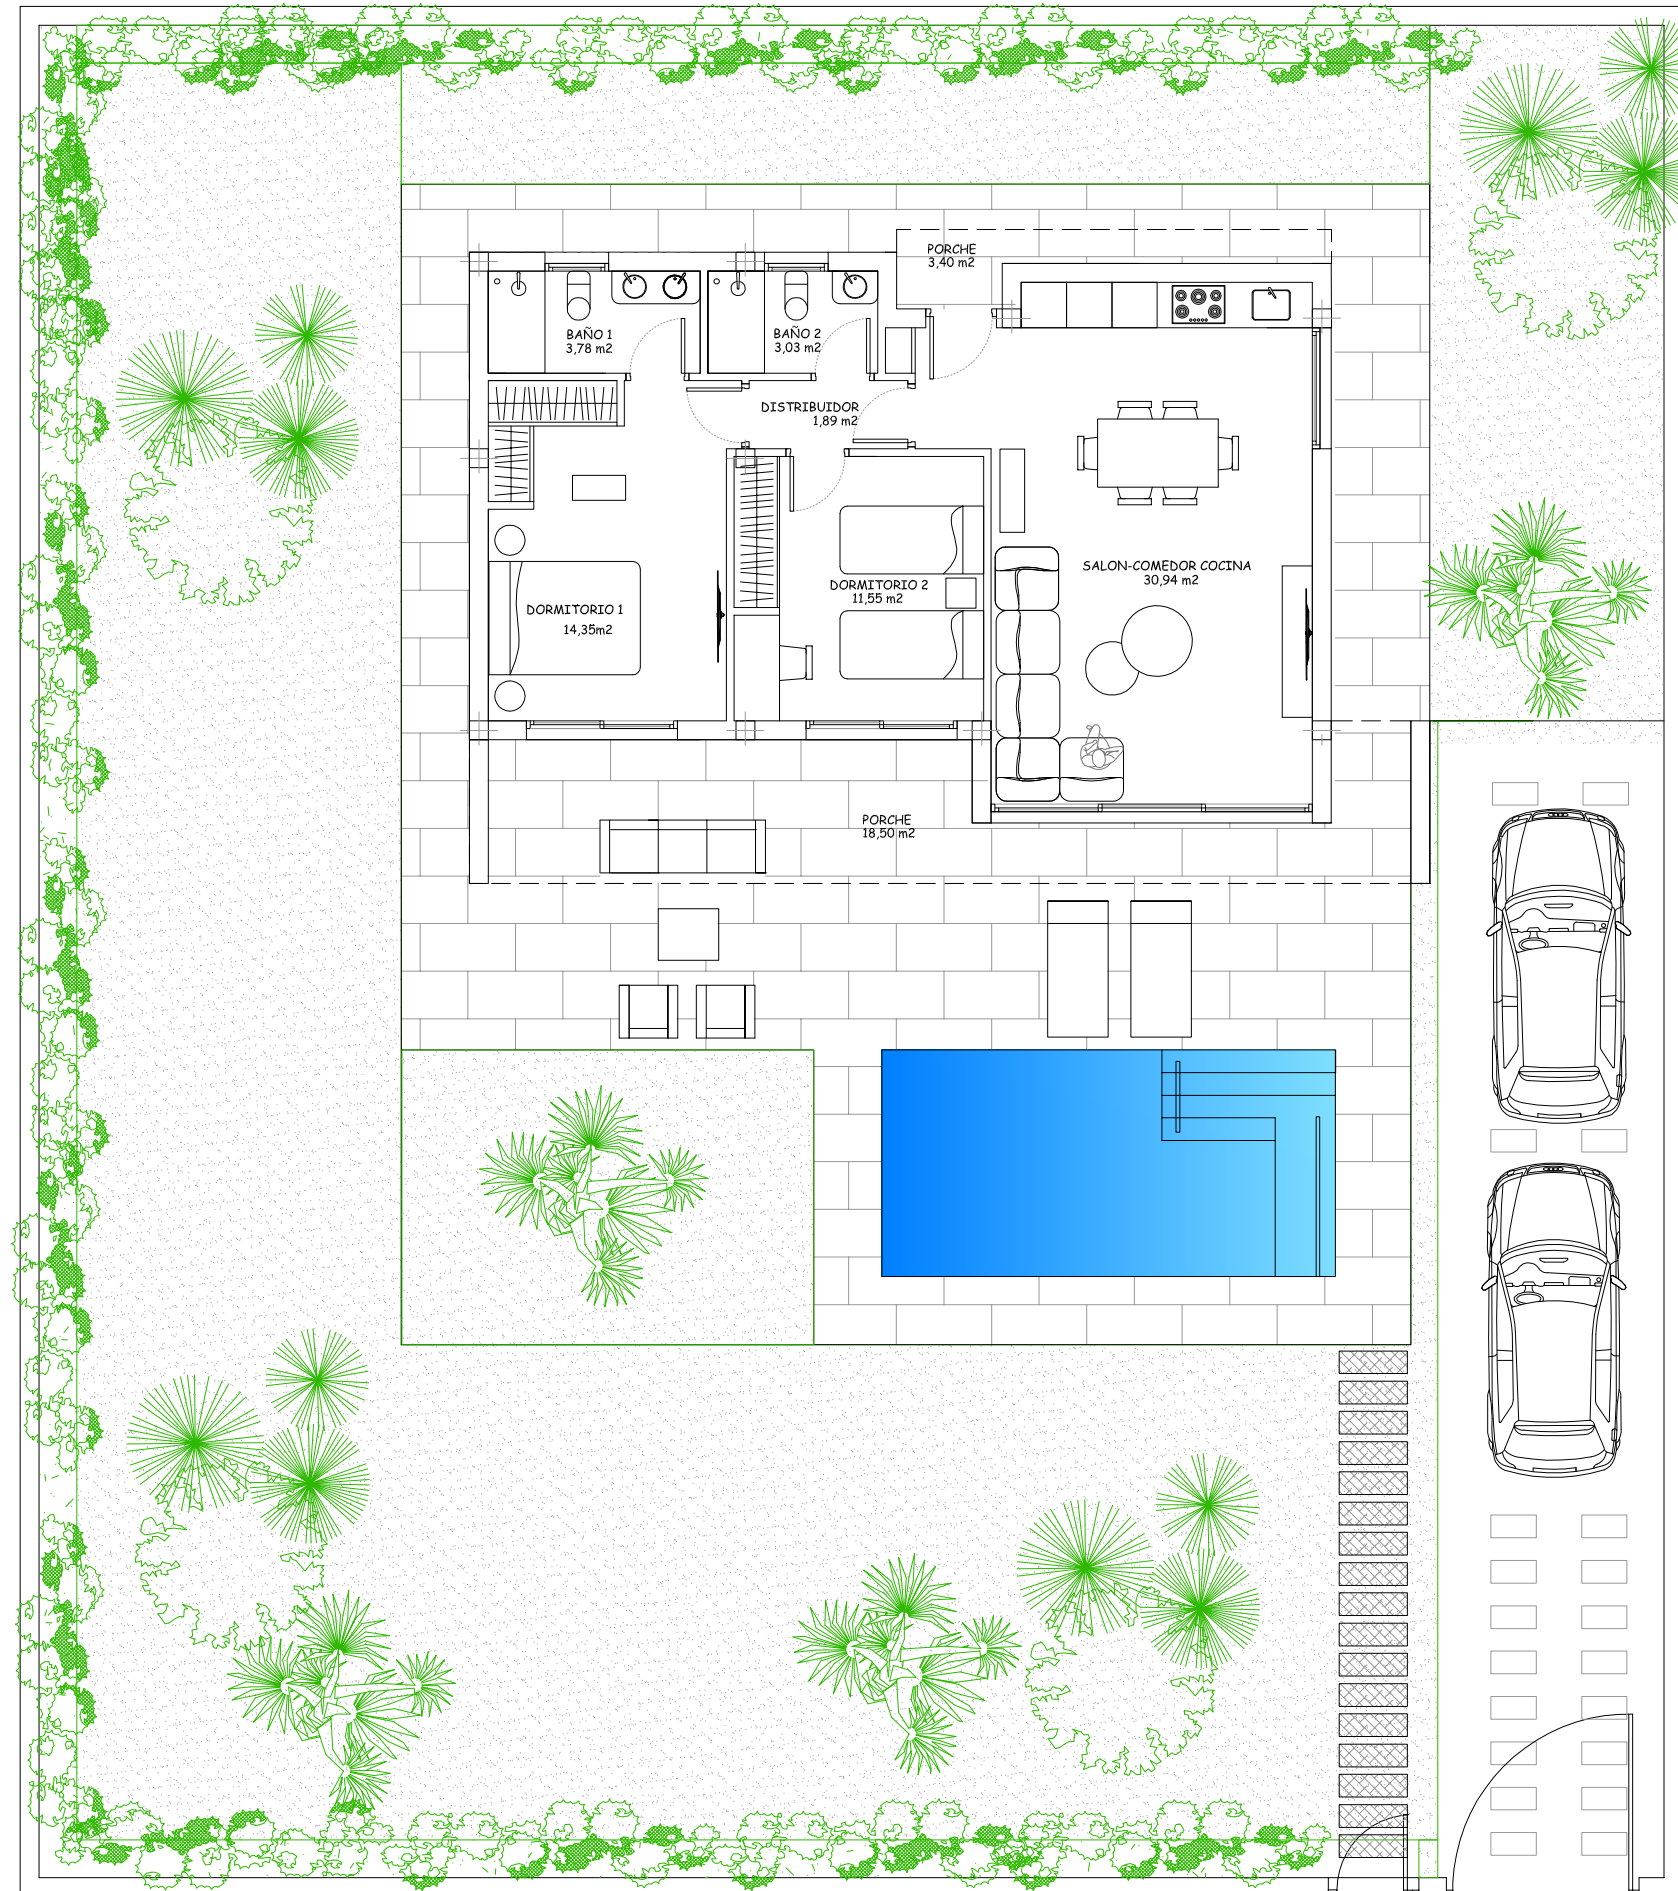 PORCHE
3,40 m2
BAÑO 1
3,78 m2
BAÑO 2
3,03 m2
DISTRIBUIDOR
1,89 m2
SALON-COMEDOR COCINA
30,94 m2
DORMITORIO 2
11,55 m2
DORMITORIO 1
14,35m2
PORCHE
18,50 m2